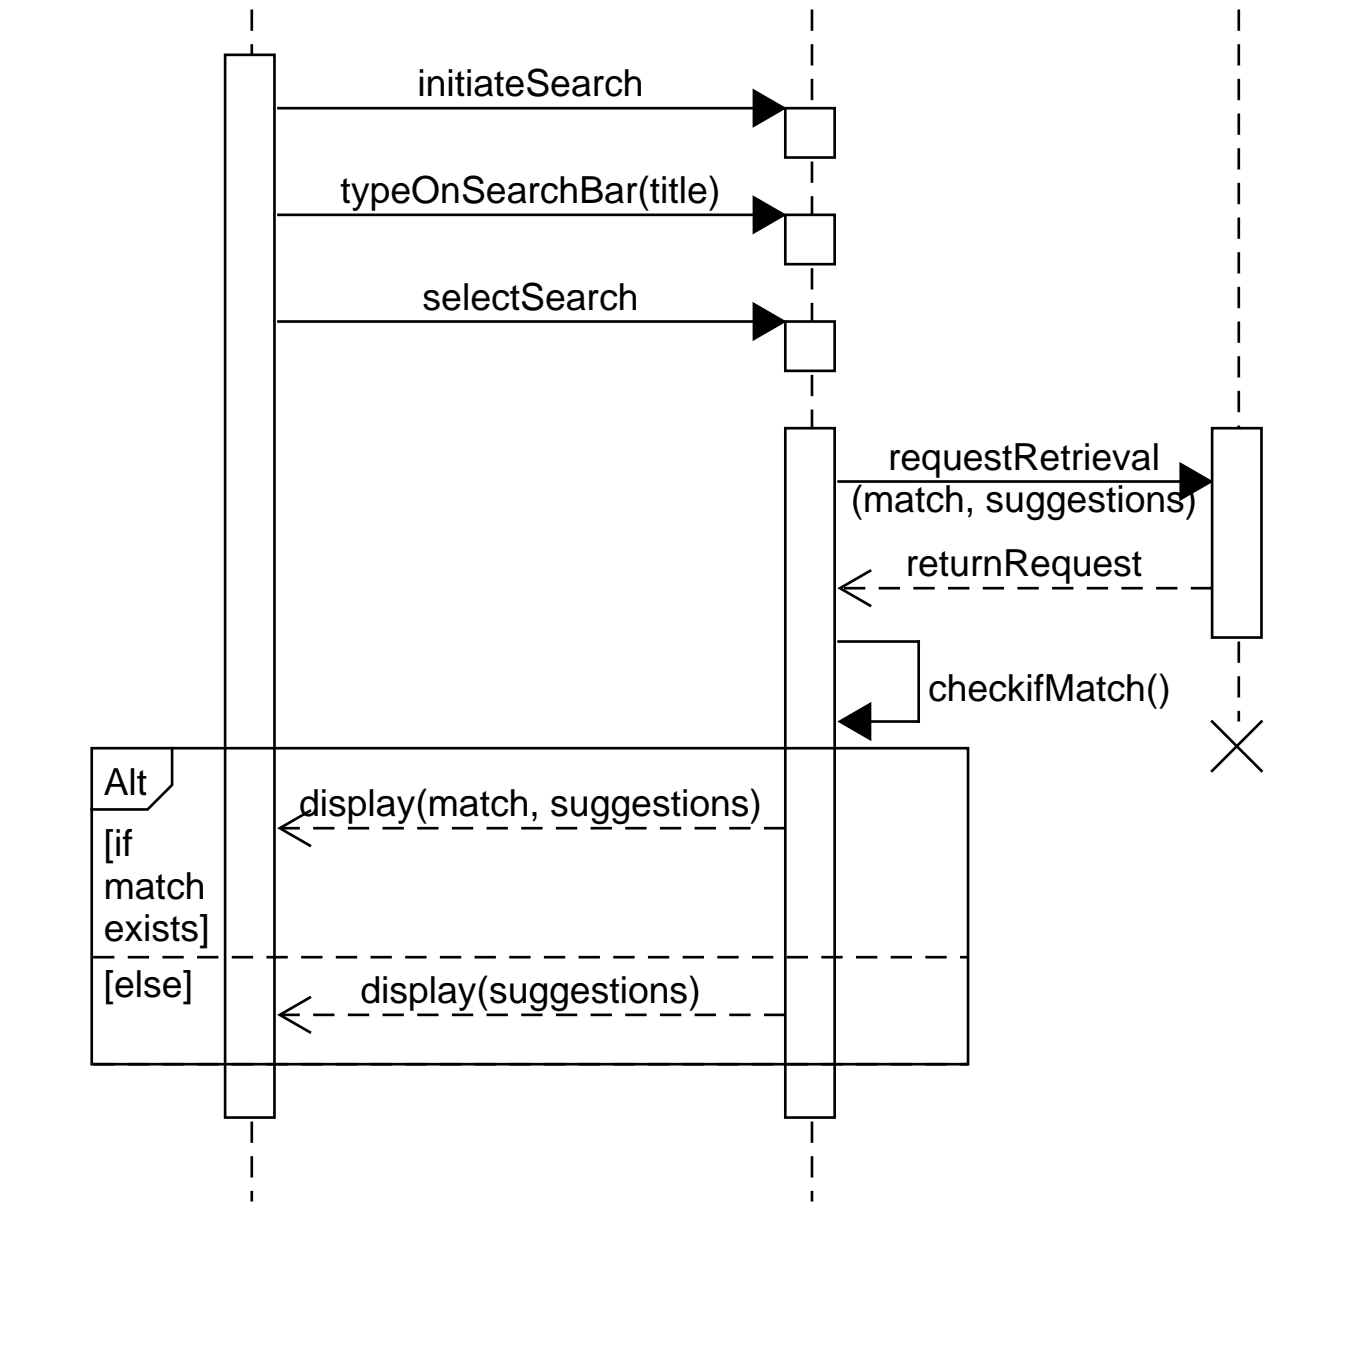 initiateSearch
typeOnSearchBar(title)
selectSearch
requestRetrieval
(match, suggestions)
returnRequest
checkifMatch()
Alt
display(match, suggestions)
[if
match
exists]
[else]
display(suggestions)